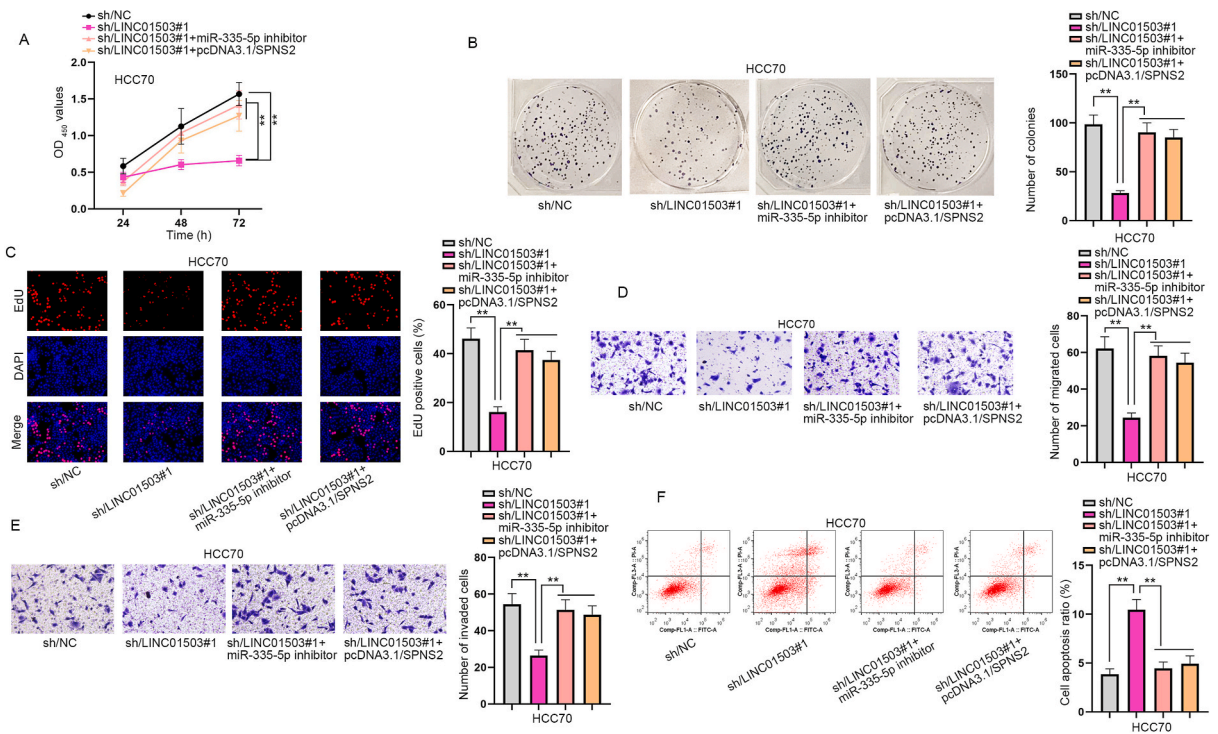 A
sh/NC
sh/LINC01503#1
sh/LINC01503#1+miR-335-5p inhibitor
sh/LINC01503#1+pcDNA3.1/SPNS2
HCC70
OD 450 values
2.0
1.5
1.0
0.5
0.0
**
**
24
48
72
Time (h)
B
HCC70
sh/NC
sh/LINC01503#1
sh/LINC01503#1+
miR-335-5p inhibitor
sh/LINC01503#1+
pcDNA3.1/SPNS2
sh/NC
sh/LINC01503#1
sh/LINC01503#1+
miR-335-5p inhibitor
sh/LINC01503#1+
pcDNA3.1/SPNS2
Number of colonies
150
100
50
0
**
**
HCC70
C
HCC70
EdU
DAPI
Merge
sh/NC
sh/LINC01503#1
sh/LINC01503#1+
miR-335-5p inhibitor
sh/LINC01503#1+
pcDNA3.1/SPNS2
sh/NC
sh/LINC01503#1
sh/LINC01503#1+
miR-335-5p inhibitor
sh/LINC01503#1+
pcDNA3.1/SPNS2
EdU positive cells (%)
60
40
20
0
**
**
HCC70
D
HCC70
sh/NC
sh/LINC01503#1
sh/LINC01503#1+
miR-335-5p inhibitor
sh/LINC01503#1+
pcDNA3.1/SPNS2
sh/NC
sh/LINC01503#1
sh/LINC01503#1+
miR-335-5p inhibitor
sh/LINC01503#1+
pcDNA3.1/SPNS2
Number of migrated cells
80
60
40
20
0
**
**
HCC70
E
HCC70
sh/NC
sh/LINC01503#1
sh/LINC01503#1+
miR-335-5p inhibitor
sh/LINC01503#1+
pcDNA3.1/SPNS2
sh/NC
sh/LINC01503#1
sh/LINC01503#1+
miR-335-5p inhibitor
sh/LINC01503#1+
pcDNA3.1/SPNS2
Number of invaded cells
80
60
40
20
0
**
**
HCC70
F
HCC70
Comp-FL1-A :: FITC-A
Comp-FL1-A :: FITC-A
Comp-FL1-A :: FITC-A
Comp-FL1-A :: FITC-A
sh/NC
sh/LINC01503#1
sh/LINC01503#1+
miR-335-5p inhibitor
sh/LINC01503#1+
pcDNA3.1/SPNS2
sh/NC
sh/LINC01503#1
sh/LINC01503#1+
miR-335-5p inhibitor
sh/LINC01503#1+
pcDNA3.1/SPNS2
Cell apoptosis ratio (%)
15
10
5
0
**
**
HCC70